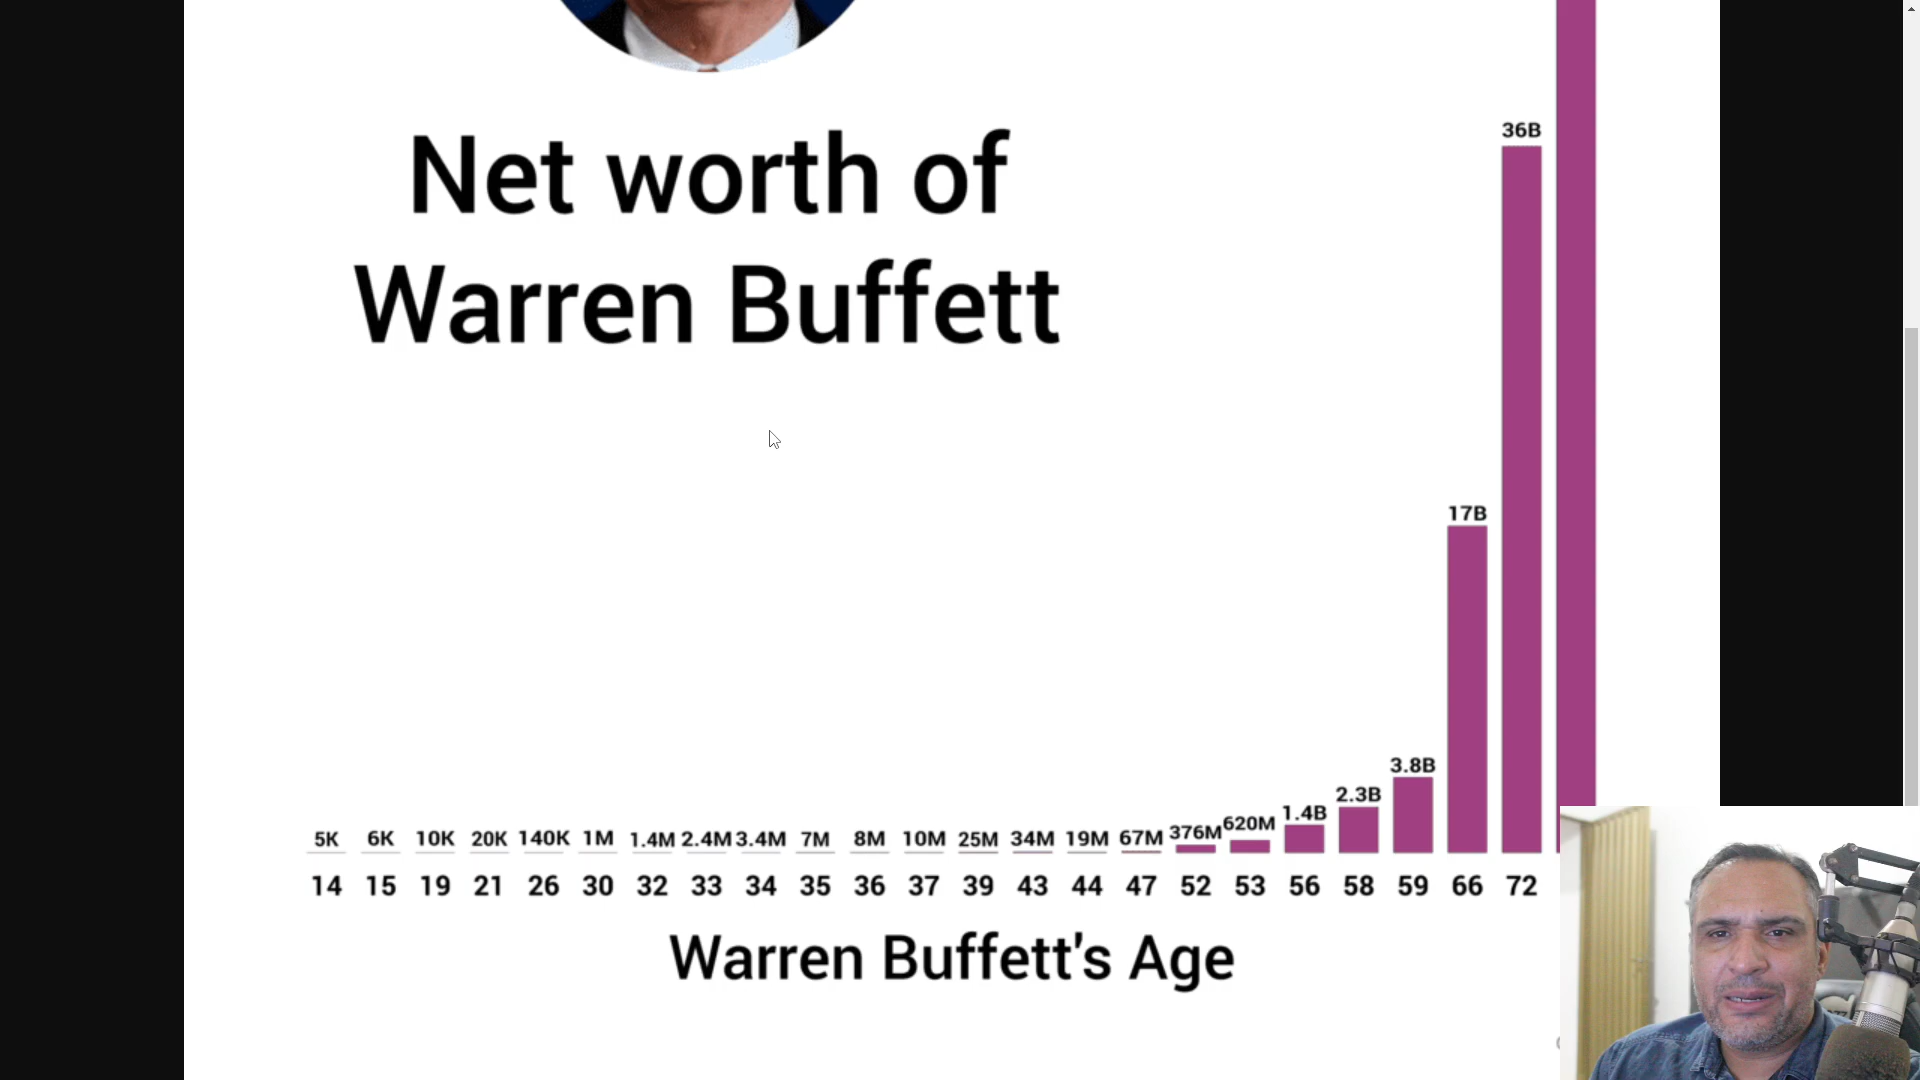 Net worth of
Warren Buffett
36B
17B
3.8B
2.3B
1.4B
5K 6K 10K 20K 140K 1M 1.4M 2.4M 3.4M 7M 8M 10M 25M 34M 19M 67M 376M 620M
14 15 19 21 26 30 32 33 34 35 36 37 39 43 44 47 52 53 56 58 59 66 72
Warren Buffett's Age